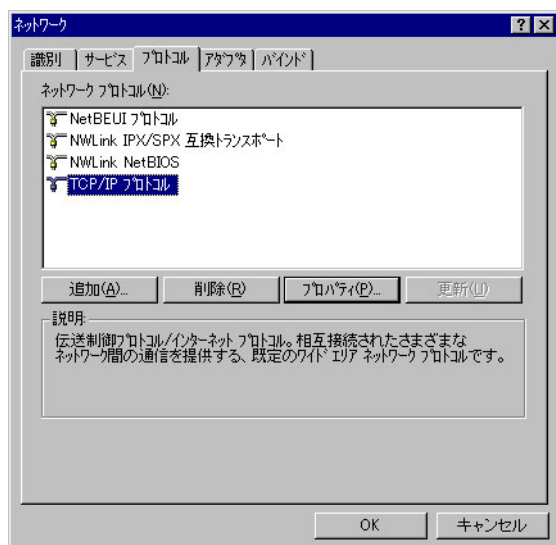 ネットワーク
識別 サービス プロトコル アダプタ バインド
ネットワーク プロトコル(N):
NetBEUI プロトコル
NWLink IPX/SPX 互換トランスポート
NWLink NetBIOS
TCP/IP プロトコル
追加(A)... 削除(R) プロパティ(P)... 更新(U)
説明:
伝送制御プロトコル/インターネット プロトコル。相互接続されたさまざまな
ネットワーク間の通信を提供する、既定のワイド エリア ネットワーク プロトコルです。
OK キャンセル